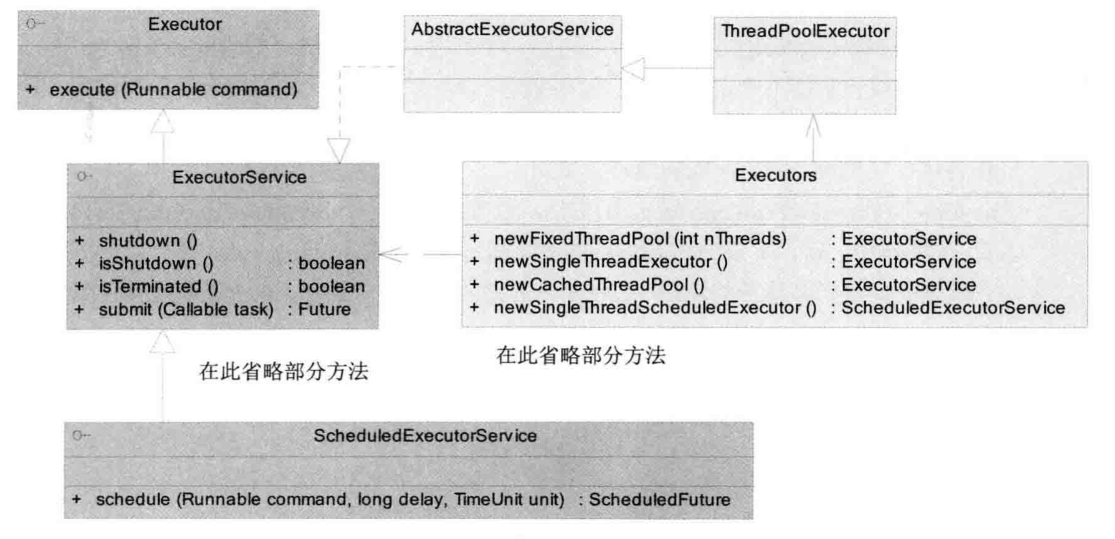 Executor
+ execute (Runnable command)
AbstractExecutorService
ThreadPoolExecutor
ExecutorService
+ shutdown ()
+ isShutdown () : boolean
+ isTerminated () : boolean
+ submit (Callable task) : Future
在此省略部分方法
Executors
+ newFixedThreadPool (int nThreads) : ExecutorService
+ newSingleThreadExecutor () : ExecutorService
+ newCachedThreadPool () : ExecutorService
+ newSingleThreadScheduledExecutor () : ScheduledExecutorService
在此省略部分方法
ScheduledExecutorService
+ schedule (Runnable command, long delay, TimeUnit unit) : ScheduledFuture